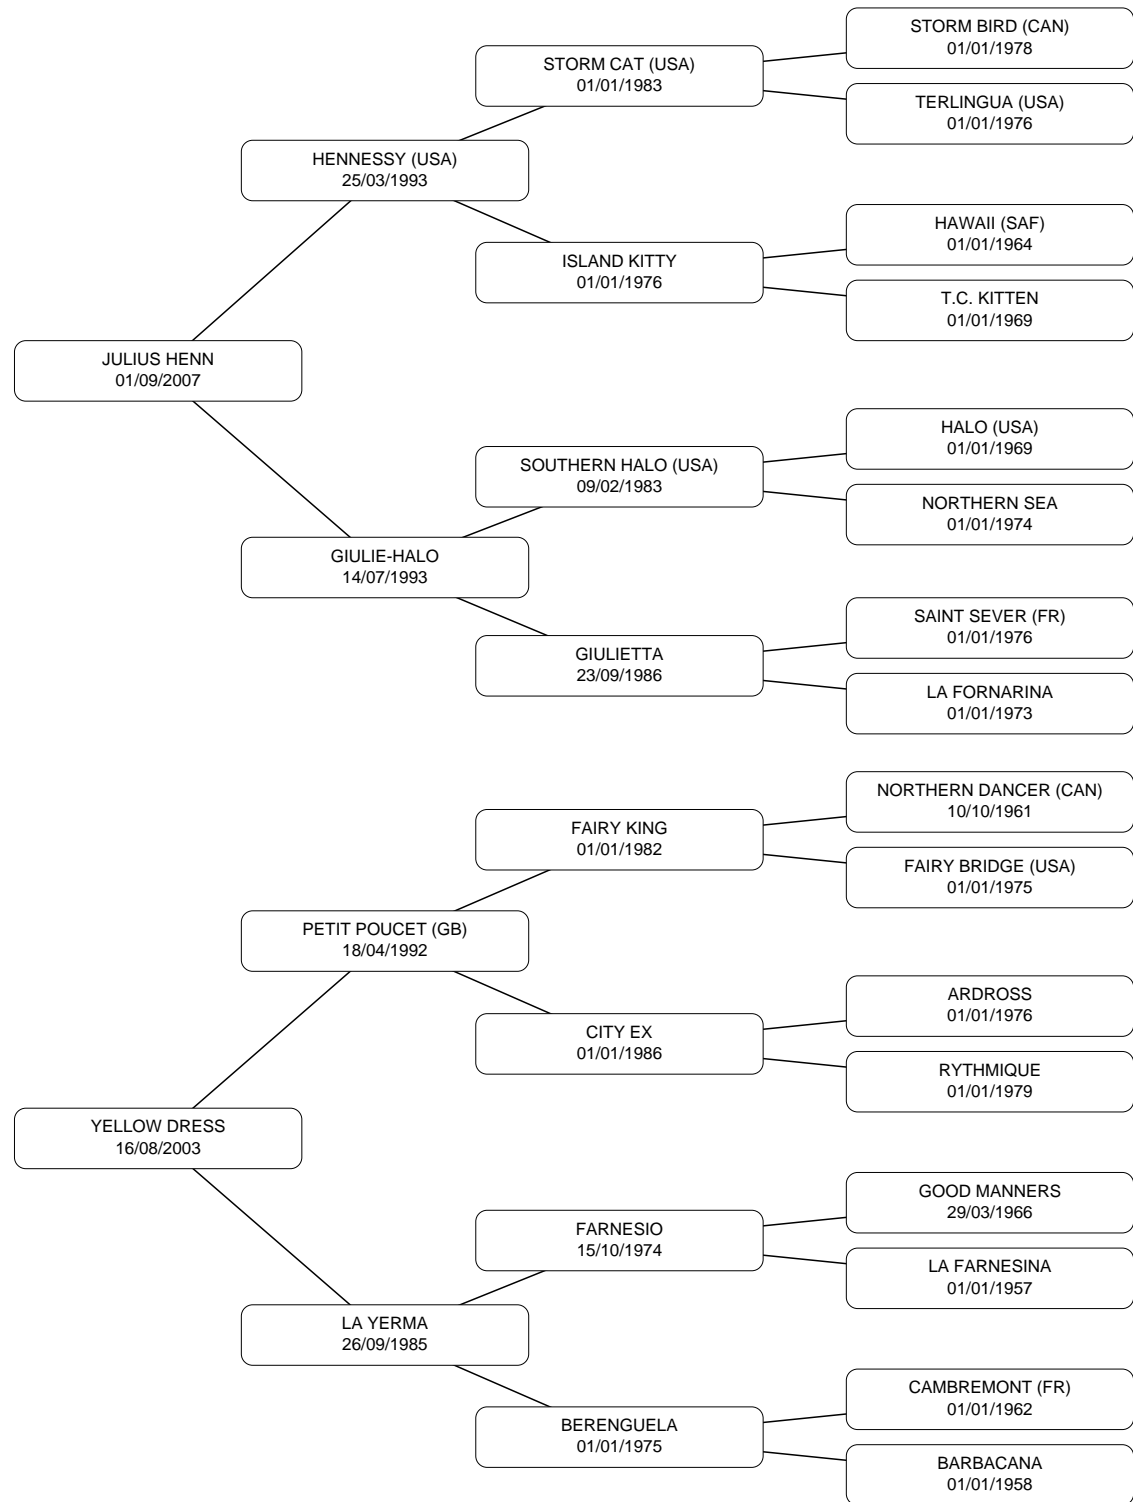 STORM BIRD (CAN)
01/01/1978
STORM CAT (USA)
01/01/1983
TERLINGUA (USA)
01/01/1976
HENNESSY (USA)
25/03/1993
HAWAII (SAF)
01/01/1964
ISLAND KITTY
01/01/1976
T.C. KITTEN
01/01/1969
JULIUS HENN
01/09/2007
HALO (USA)
01/01/1969
SOUTHERN HALO (USA)
09/02/1983
NORTHERN SEA
01/01/1974
GIULIE-HALO
14/07/1993
SAINT SEVER (FR)
01/01/1976
GIULIETTA
23/09/1986
LA FORNARINA
01/01/1973
NORTHERN DANCER (CAN)
10/10/1961
FAIRY KING
01/01/1982
FAIRY BRIDGE (USA)
01/01/1975
PETIT POUCET (GB)
18/04/1992
ARDROSS
01/01/1976
CITY EX
01/01/1986
RYTHMIQUE
01/01/1979
YELLOW DRESS
16/08/2003
GOOD MANNERS
29/03/1966
FARNESIO
15/10/1974
LA FARNESINA
01/01/1957
LA YERMA
26/09/1985
CAMBREMONT (FR)
01/01/1962
BERENGUELA
01/01/1975
BARBACANA
01/01/1958